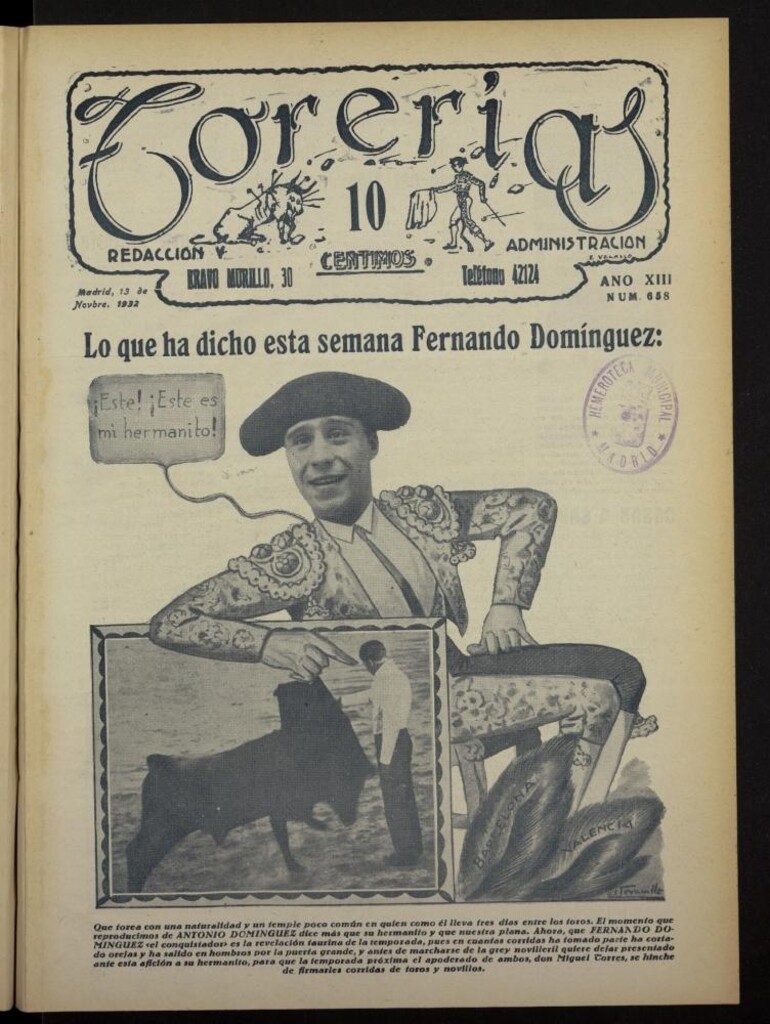 Torerías
10
CENTIMOS
REDACCIÓN Y
ADMINISTRACION
BRAVO MURILLO, 30
Teléfono 42124
Madrid, 13 de
Novbre. 1932
AÑO XIII
NUM. 658
Lo que ha dicho esta semana Fernando Domínguez:
¡Este! ¡Este es
mi hermanito!
HEMEROTECA MUNICIPAL
MADRID
BARCELONA
VALENCIA
Que torea con una naturalidad y un temple poco común en quien como él lleva tres días entre los toros. El momento que
reproducimos de ANTONIO DOMINGUEZ dice más que su hermanito y que nuestra plana. Ahora, que FERNANDO DO-
MINGUEZ «el conquistador» es la revelación taurina de la temporada, pues en cuantas corridas ha tomado parte ha corta-
do orejas y ha salido en hombros por la puerta grande, y antes de marcharse de la grey novilleril quiere dejar presentado
ante esta afición a su hermanito, para que la temporada próxima el apoderado de ambos, don Miguel Torres, se hinche
de firmarles corridas de toros y novillos.